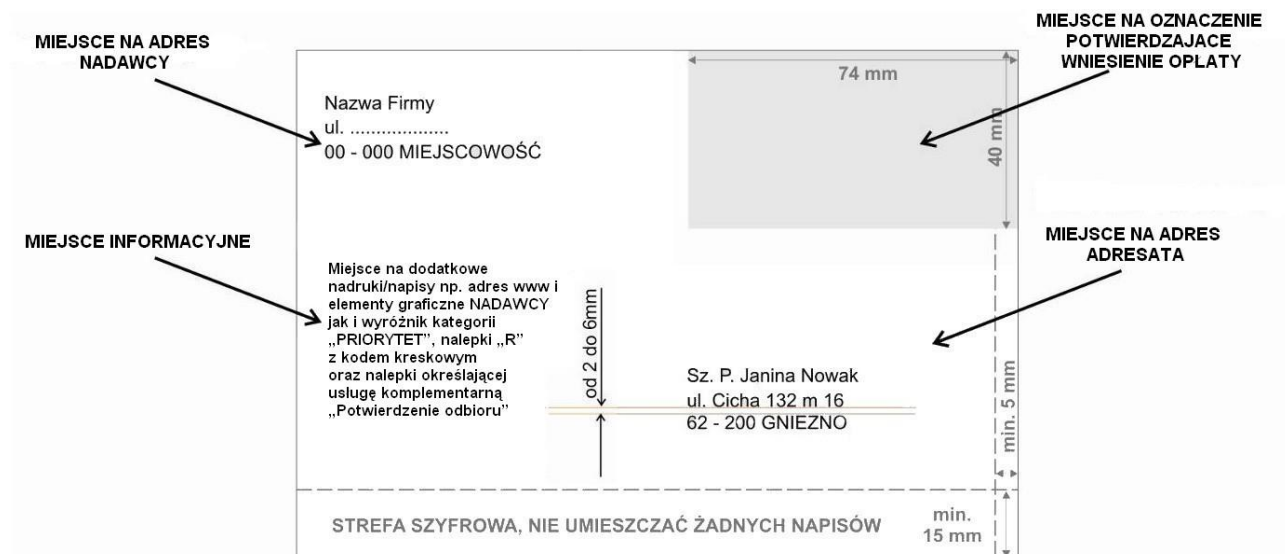 MIEJSCE NA ADRES
NADAWCY
MIEJSCE NA OZNACZENIE
POTWIERDZAJACE
WNIESIENIE OPŁATY
74 mm
40 mm
Nazwa Firmy
ul. ...................
00 - 000 MIEJSCOWOŚĆ
MIEJSCE INFORMACYJNE
MIEJSCE NA ADRES
ADRESATA
Miejsce na dodatkowe
nadruki/napisy np. adres www i
elementy graficzne NADAWCY
jak i wyróżnik kategorii
„PRIORYTET”, nalepki „R”
z kodem kreskowym
oraz nalepki określającej
usługę komplementarną
„Potwierdzenie odbioru”
od 2 do 6mm
Sz. P. Janina Nowak
ul. Cicha 132 m 16
62 - 200 GNIEZNO
min. 5 mm
STREFA SZYFROWA, NIE UMIESZCZAĆ ŻADNYCH NAPISÓW
min.
15 mm